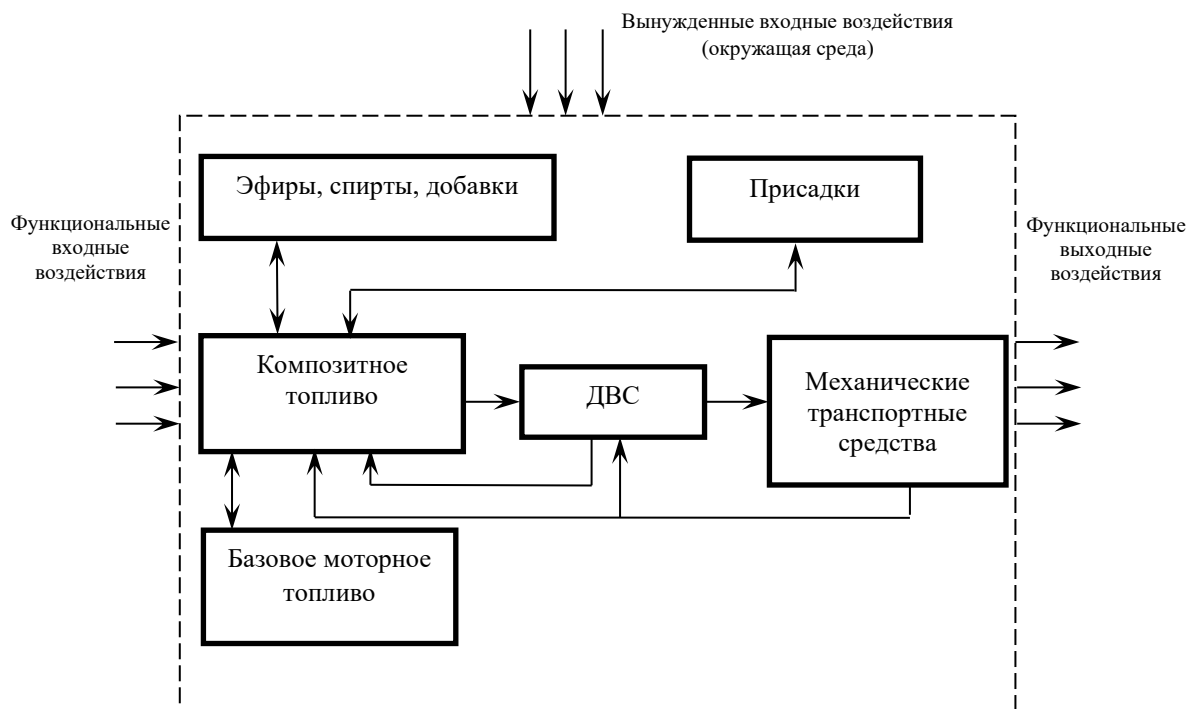 Вынужденные входные воздействия
(окружащая среда)
Эфиры, спирты, добавки
Присадки
Функциональные
входные
воздействия
Функциональные
выходные
воздействия
Композитное
топливо
ДВС
Механические
транспортные
средства
Базовое моторное
топливо